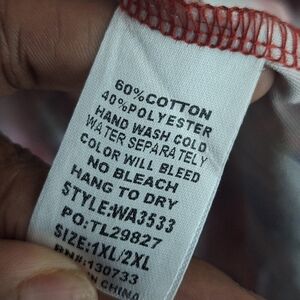 60% COTTON
40% POLYESTER
HAND WASH COLD
WATER SEPARATELY
COLOR WILL BLEED
NO BLEACH
HANG TO DRY
STYLE:WA3533
PO:TL29827
SIZE:1XL/2XL
RN#:130733
IN CHINA